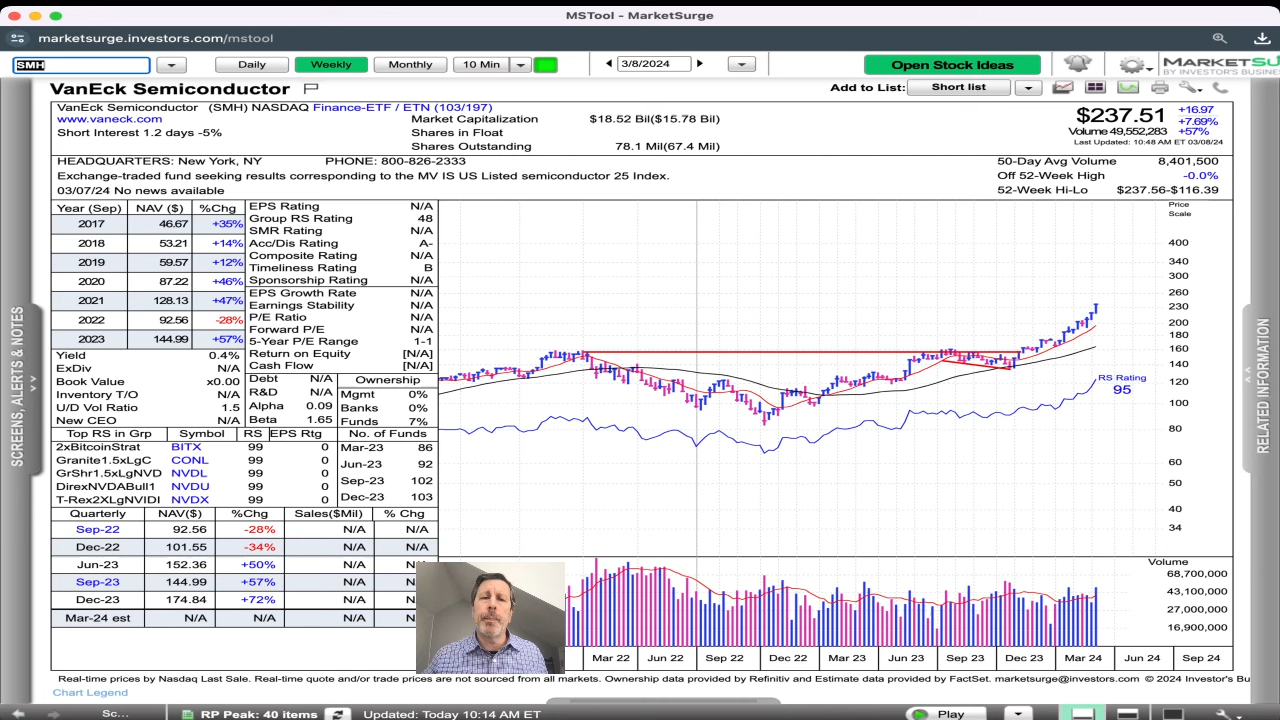 MSTool - MarketSurge
marketsurge.investors.com/mstool
SMH Daily Weekly Monthly 10 Min 3/8/2024 Open Stock Ideas MARKETSU
BY INVESTOR'S BUSINE
VanEck Semiconductor Add to List: Short list
VanEck Semiconductor (SMH) NASDAQ Finance-ETF / ETN (103/197)
www.vaneck.com Market Capitalization $18.52 Bil($15.78 Bil)
Short Interest 1.2 days -5% Shares in Float
Shares Outstanding 78.1 Mil(67.4 Mil)
$237.51 +16.97
+7.69%
Volume 49,552,283 +57%
Last Updated: 10:48 AM ET 03/08/24
HEADQUARTERS: New York, NY PHONE: 800-826-2333
Exchange-traded fund seeking results corresponding to the MV IS US Listed semiconductor 25 Index.
03/07/24 No news available
50-Day Avg Volume 8,401,500
Off 52-Week High -0.0%
52-Week Hi-Lo $237.56-$116.39
Year (Sep) NAV ($) %Chg
2017 46.67 +35%
2018 53.21 +14%
2019 59.57 +12%
2020 87.22 +46%
2021 128.13 +47%
2022 92.56 -28%
2023 144.99 +57%
EPS Rating N/A
Group RS Rating 48
SMR Rating N/A
Acc/Dis Rating A-
Composite Rating N/A
Timeliness Rating B
Sponsorship Rating N/A
EPS Growth Rate N/A
Earnings Stability N/A
P/E Ratio N/A
Forward P/E N/A
5-Year P/E Range 1-1
Return on Equity [N/A]
Cash Flow [N/A]
Yield 0.4%
ExDiv N/A
Book Value x0.00
Inventory T/O N/A
U/D Vol Ratio 1.5
New CEO N/A
Debt N/A
R&D N/A
Alpha 0.09
Beta 1.65
Ownership
Mgmt 0%
Banks 0%
Funds 7%
Top RS in Grp Symbol RS EPS Rtg
2xBitcoinStrat BITX 99 0
Granite1.5xLgC CONL 99 0
GrShr1.5xLgNVD NVDL 99 0
DirexNVDABull1 NVDU 99 0
T-Rex2XLgNVIDI NVDX 99 0
No. of Funds
Mar-23 86
Jun-23 92
Sep-23 102
Dec-23 103
Quarterly NAV($) %Chg Sales($Mil) % Chg
Sep-22 92.56 -28% N/A N/A
Dec-22 101.55 -34% N/A N/A
Jun-23 152.36 +50% N/A N/A
Sep-23 144.99 +57% N/A N/A
Dec-23 174.84 +72% N/A N
Mar-24 est N/A N/A N/A N
Price
Scale
400
340
300
260
230
200
180
160
140
120
100
80
60
50
40
34
RS Rating
95
Volume
68,700,000
43,100,000
27,000,000
16,900,000
Mar 22 Jun 22 Sep 22 Dec 22 Mar 23 Jun 23 Sep 23 Dec 23 Mar 24 Jun 24 Sep 24
SCREEN, ALERTS & NOTES
RELATED INFORMATION
Real-time prices by Nasdaq Last Sale. Real-time quote and/or trade prices are not sourced from all markets. Ownership data provided by Refinitiv and Estimate data provided by FactSet. marketsurge@investors.com © 2024 Investor's Bu
Chart Legend
Sc... RP Peak: 40 items Updated: Today 10:14 AM ET Play